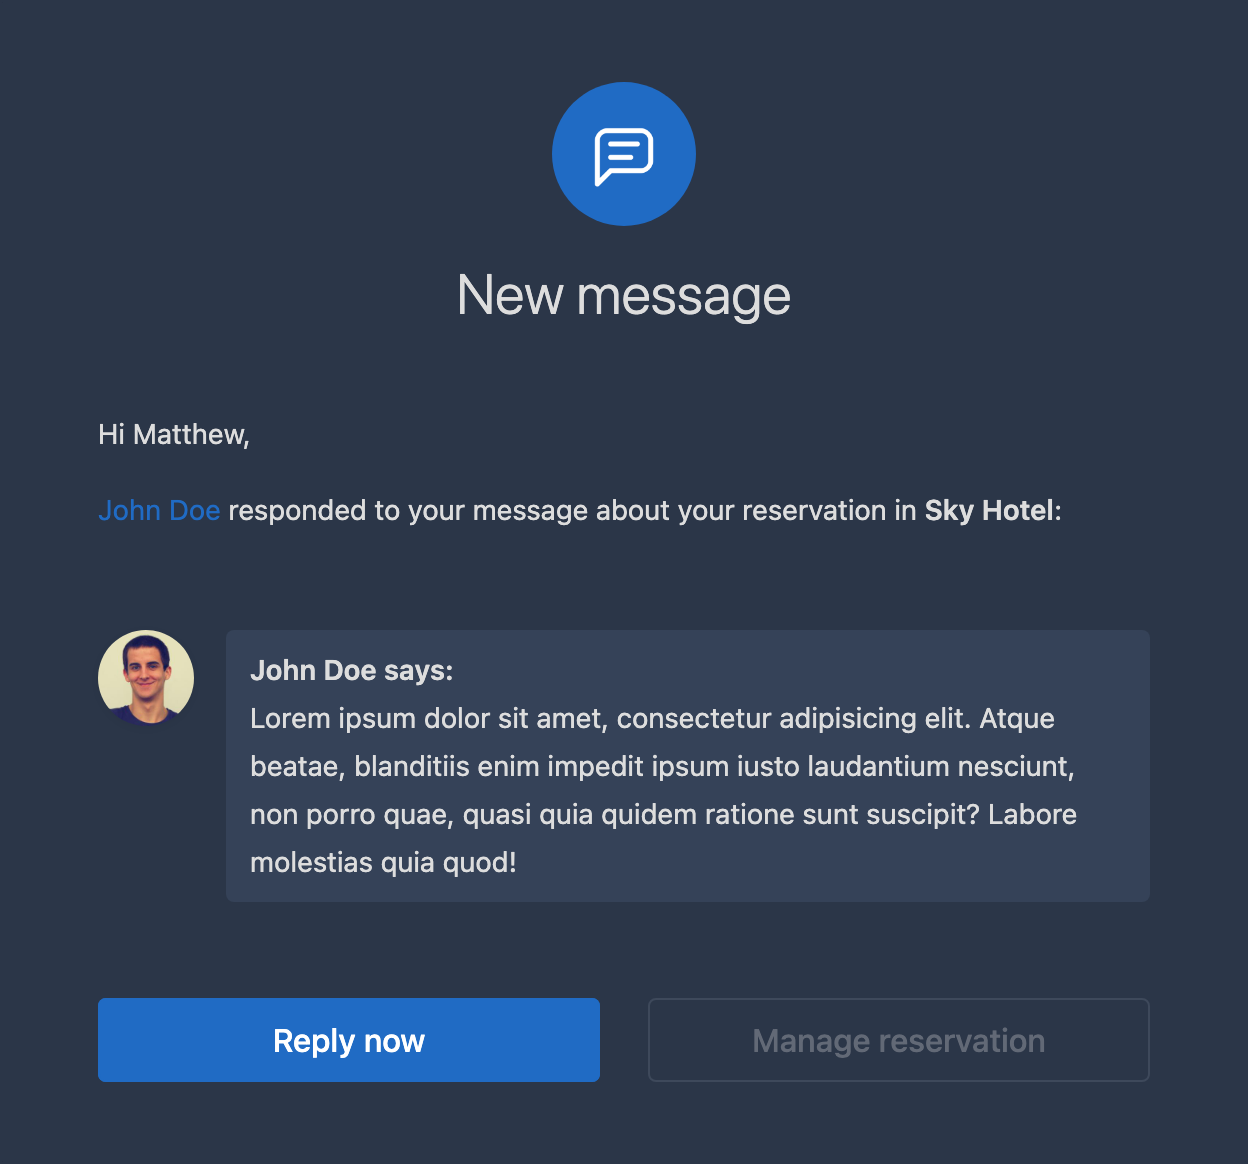 New message
Hi Matthew,
John Doe responded to your message about your reservation in Sky Hotel:
John Doe says:
Lorem ipsum dolor sit amet, consectetur adipisicing elit. Atque
beatae, blanditiis enim impedit ipsum iusto laudantium nesciunt,
non porro quae, quasi quia quidem ratione sunt suscipit? Labore
molestias quia quod!
Reply now
Manage reservation